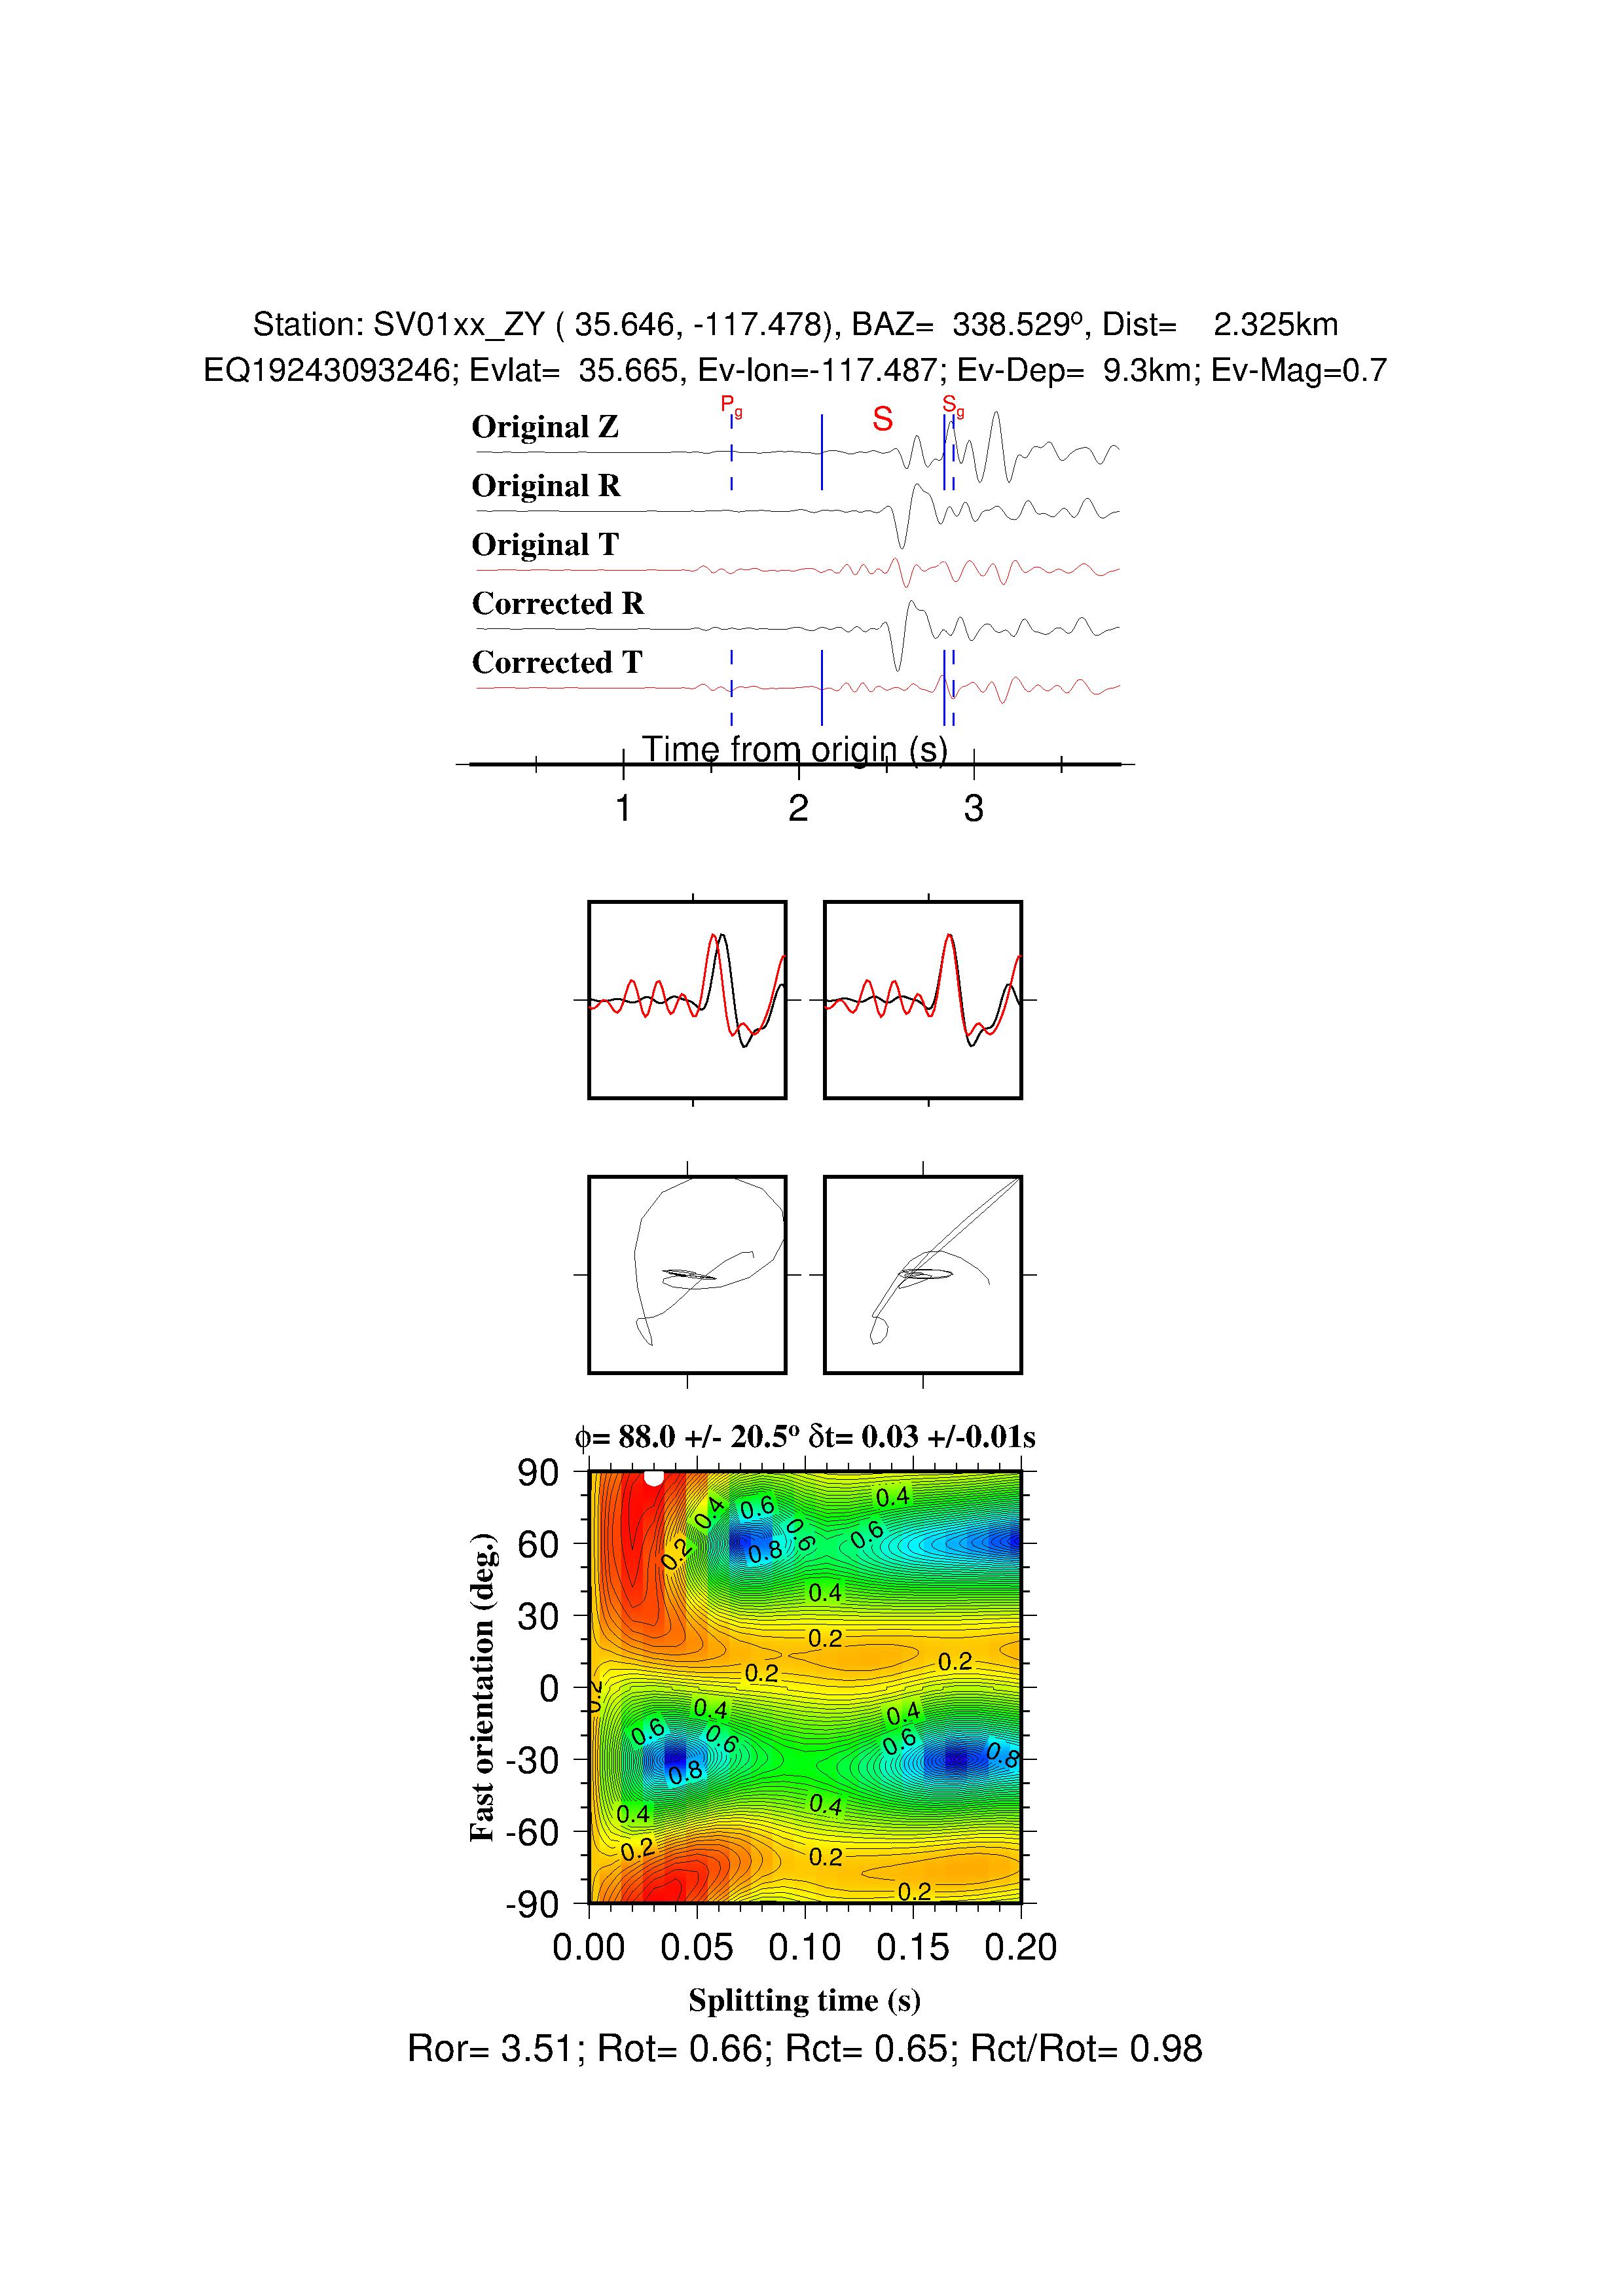 Station: SV01xx_ZY ( 35.646, -117.478), BAZ= 338.529º, Dist= 2.325km
EQ19243093246; Evlat= 35.665, Ev-lon=-117.487; Ev-Dep= 9.3km; Ev-Mag=0.7
Pg S Sg
Original Z
Original R
Original T
Corrected R
Corrected T
Time from origin (s)
1 2 3
ϕ= 88.0 +/- 20.5º δt= 0.03 +/-0.01s
Fast orientation (deg.)
90
60
30
0
-30
-60
-90
0.4 0.6 0.4
0.6 0.6
0.2 0.8
0.4
0.2
0.2 0.2
0.2
0.4 0.4
0.6 0.6 0.6
0.8 0.8
0.4 0.4
0.2 0.2
0.2
0.00 0.05 0.10 0.15 0.20
Splitting time (s)
Ror= 3.51; Rot= 0.66; Rct= 0.65; Rct/Rot= 0.98